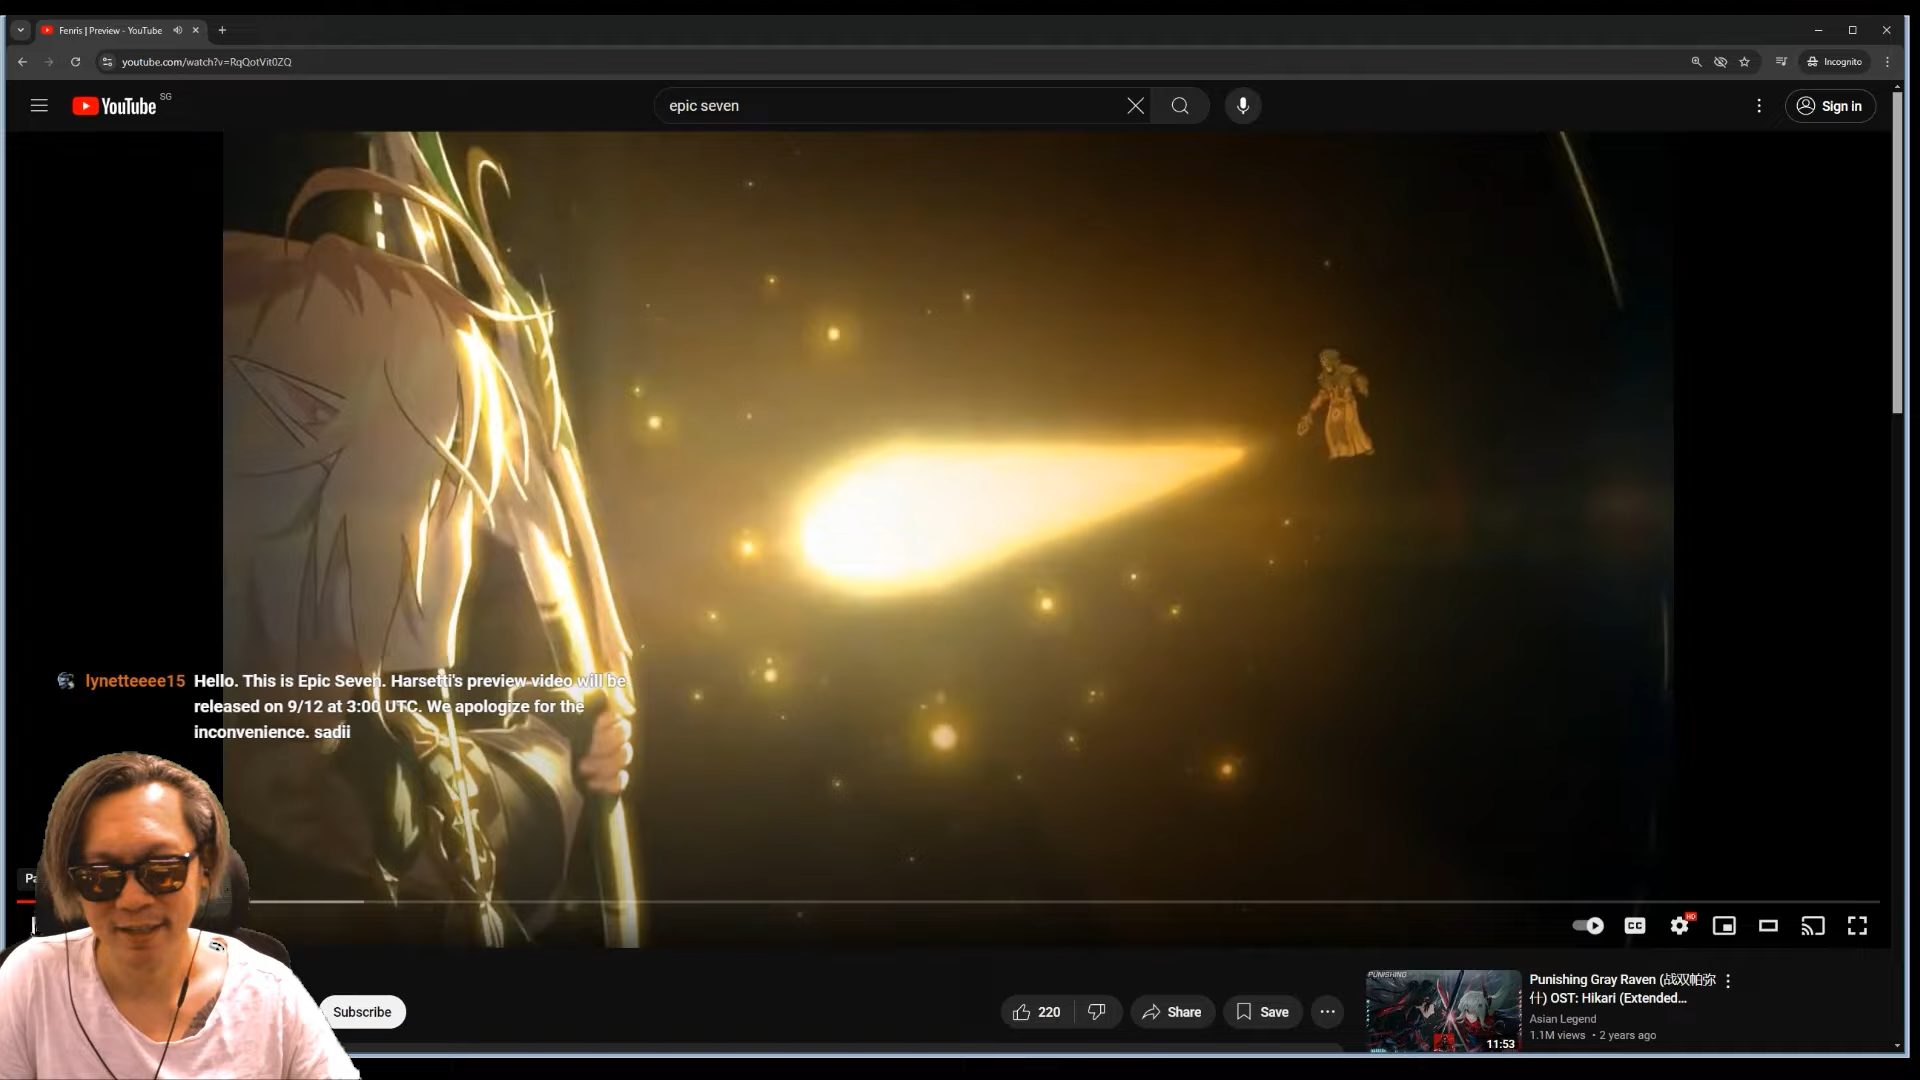 Fenris | Preview - YouTube
youtube.com/watch?v=RqQotVit0ZQ
Incognito
YouTube SG
epic seven
Sign in
lynetteeee15 Hello. This is Epic Seven. Harsetti's preview video will be
released on 9/12 at 3:00 UTC. We apologize for the
inconvenience. sadii
CC
HD
Subscribe
220
Share
Save
PUNISHING
11:53
Punishing Gray Raven (战双帕弥
什) OST: Hikari (Extended...
Asian Legend
1.1M views • 2 years ago